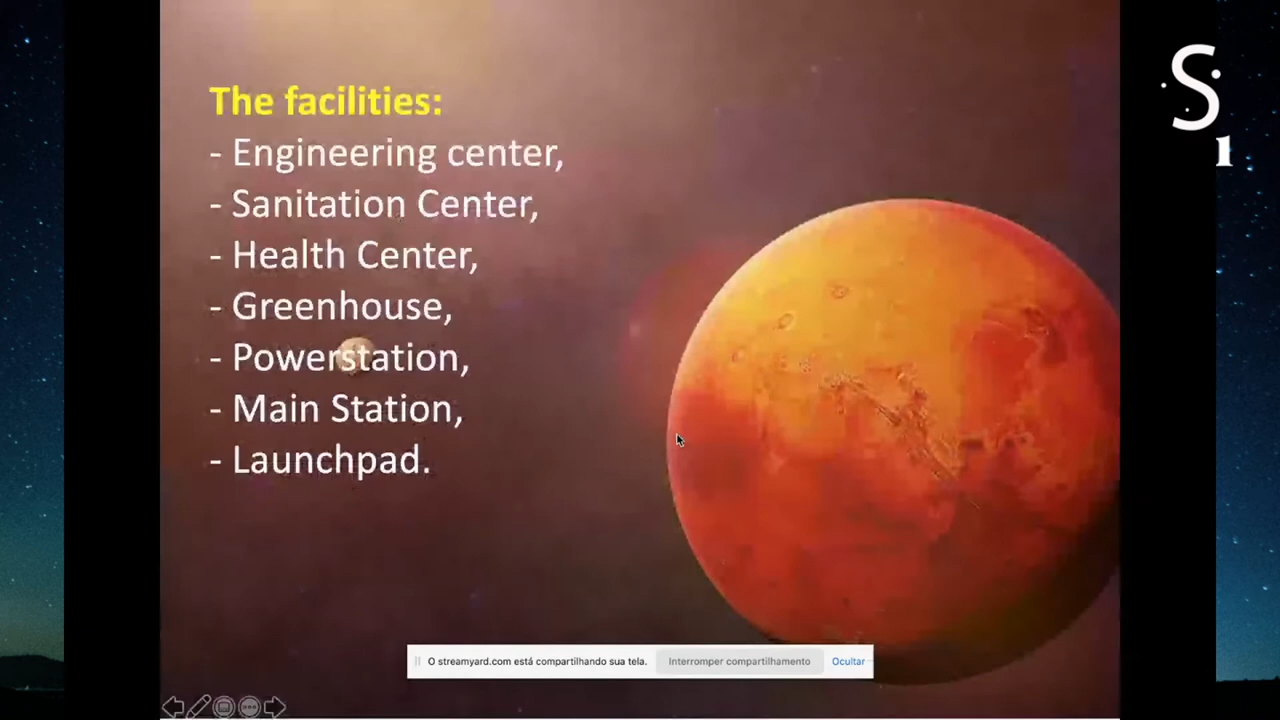 The facilities:
- Engineering center,
- Sanitation Center,
- Health Center,
- Greenhouse,
- Powerstation,
- Main Station,
- Launchpad.
S
1
O streamyard.com está compartilhando sua tela.
Interromper compartilhamento
Ocultar